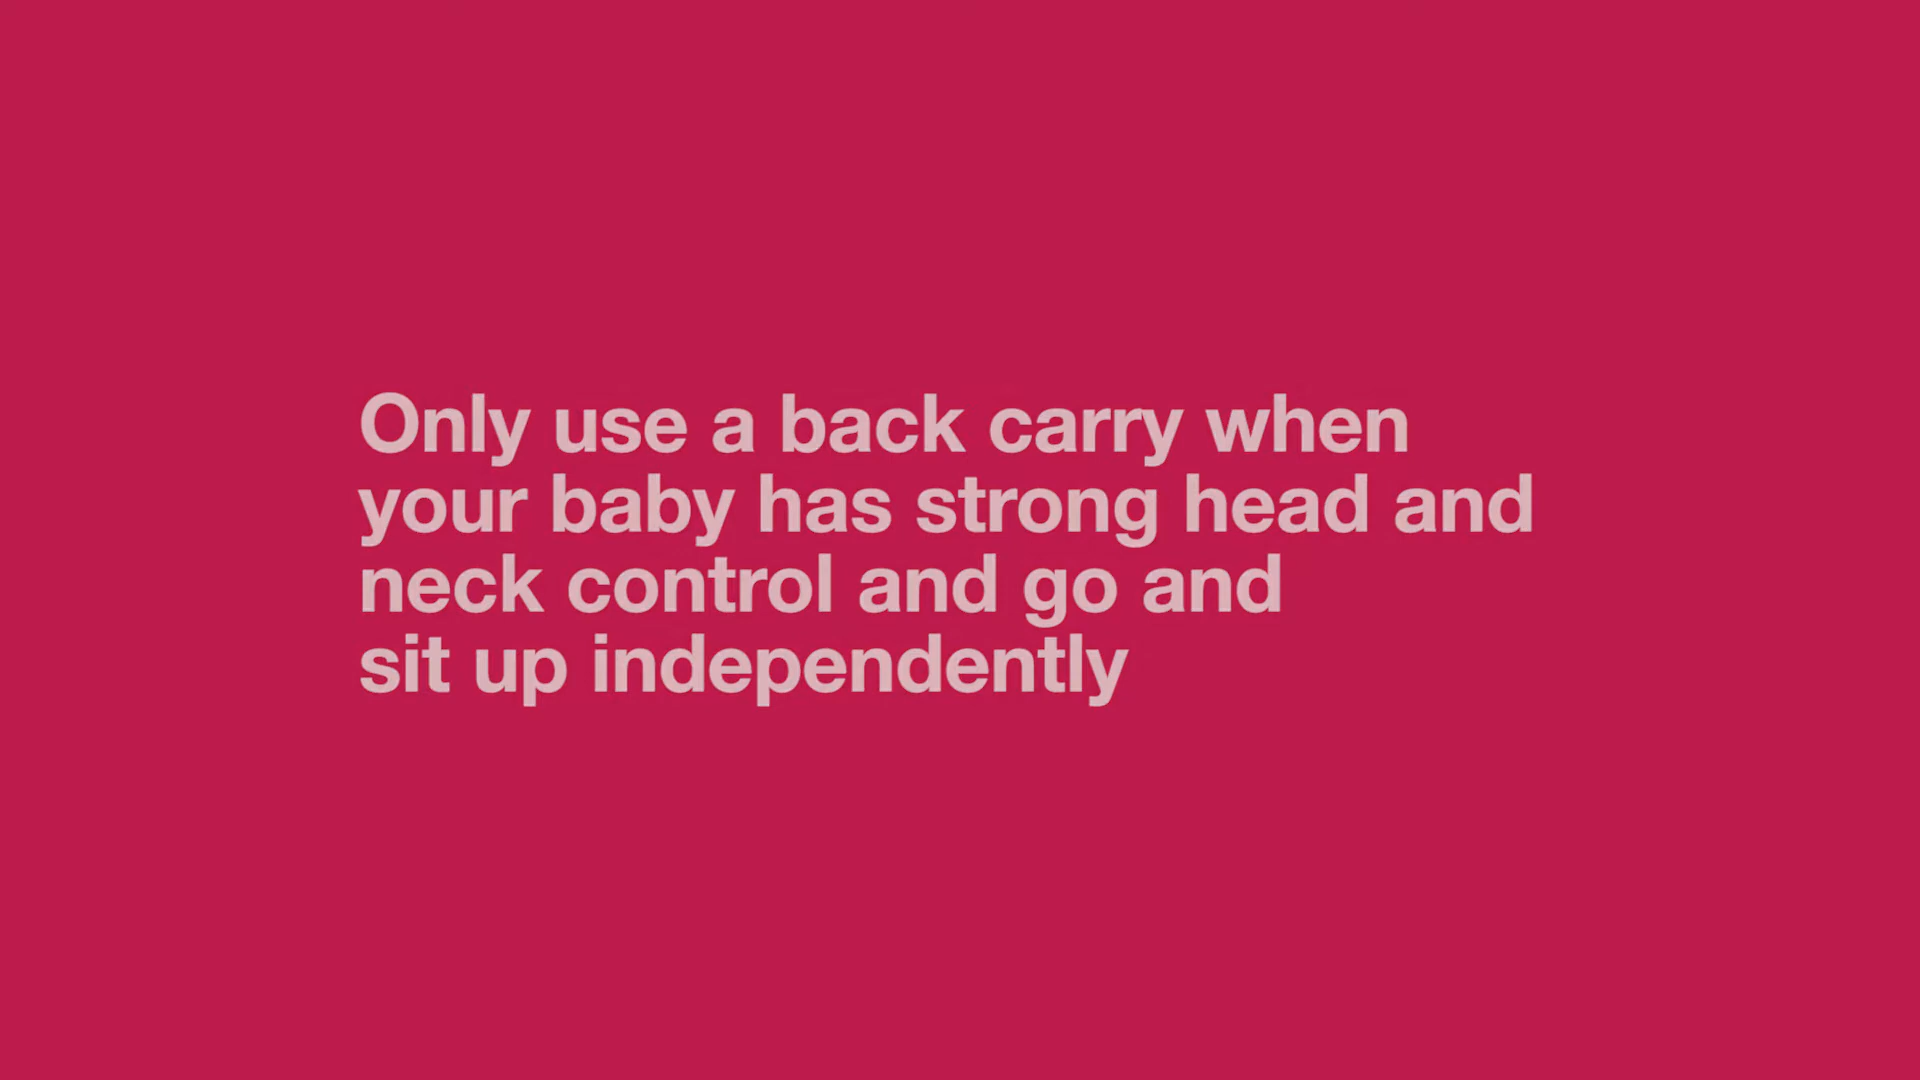 Only use a back carry when
your baby has strong head and
neck control and go and
sit up independently